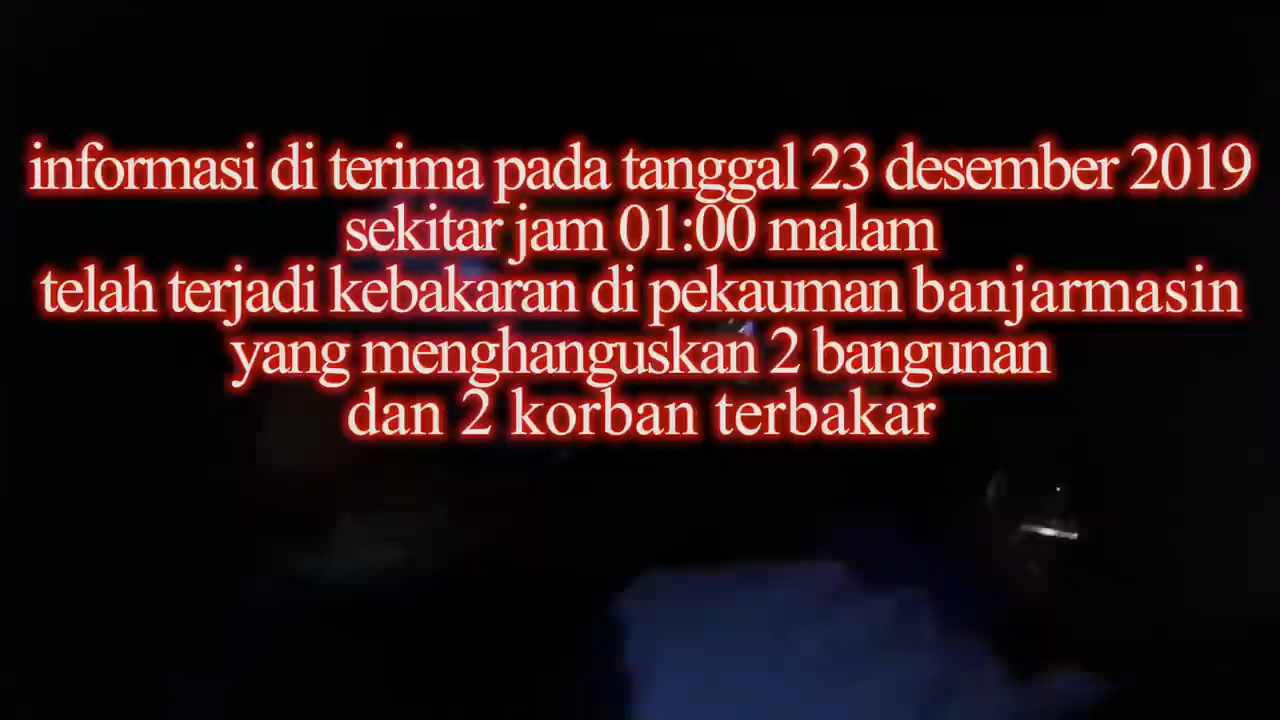 informasi di terima pada tanggal 23 desember 2019
sekitar jam 01:00 malam
telah terjadi kebakaran di pekauman banjarmasin
yang menghanguskan 2 bangunan
dan 2 korban terbakar